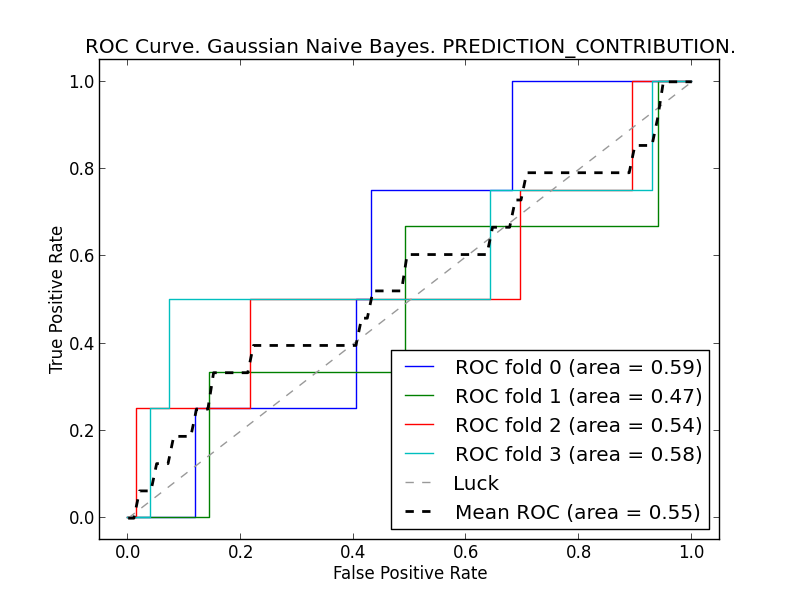 ROC Curve. Gaussian Naive Bayes. PREDICTION_CONTRIBUTION.
True Positive Rate
1.0
0.8
0.6
0.4
0.2
0.0
ROC fold 0 (area = 0.59)
ROC fold 1 (area = 0.47)
ROC fold 2 (area = 0.54)
ROC fold 3 (area = 0.58)
Luck
Mean ROC (area = 0.55)
0.0 0.2 0.4 0.6 0.8 1.0
False Positive Rate